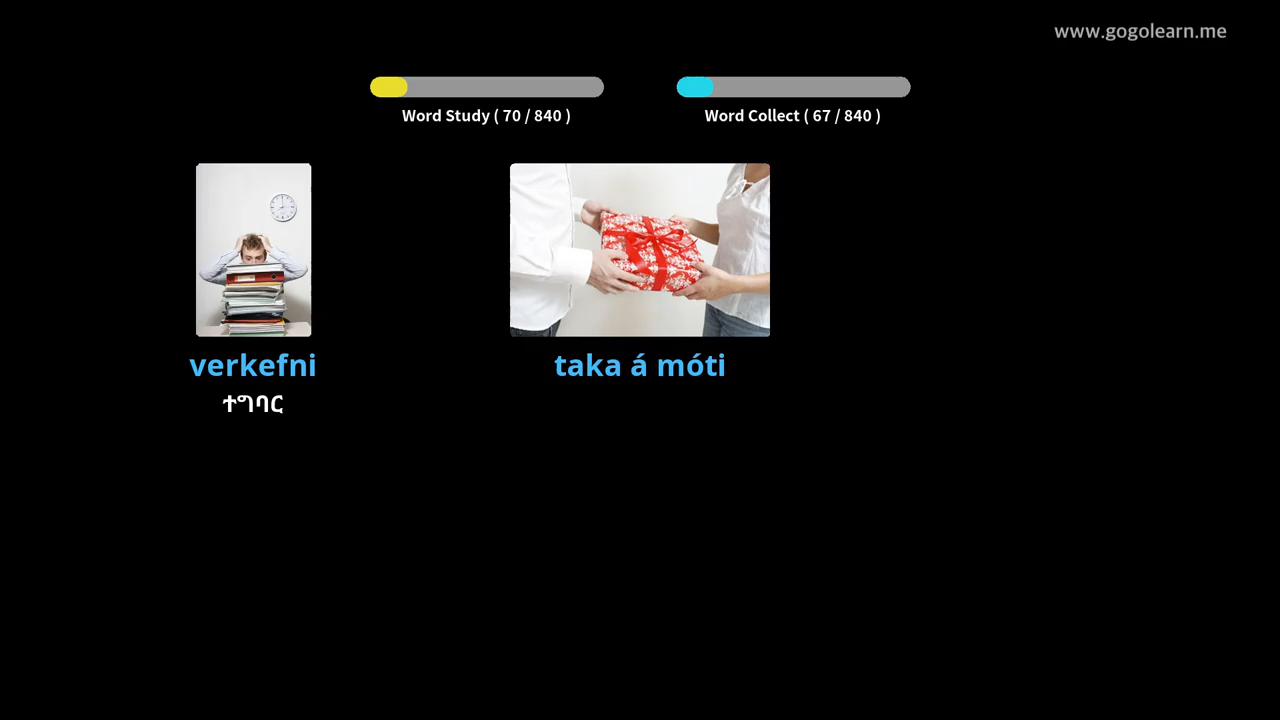 www.gogolearn.me
Word Study ( 70 / 840 )
Word Collect ( 67 / 840 )
verkefni
taka á móti
ተግባር